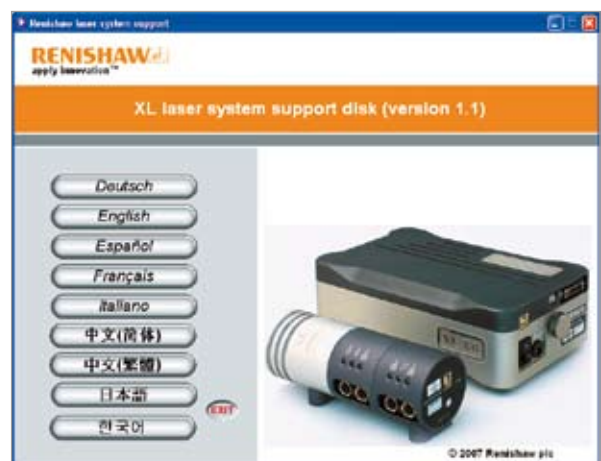 Renishaw laser system support
RENISHAW
apply innovation™
XL laser system support disk (version 1.1)
Deutsch
English
Español
Français
Italiano
中文(简体)
中文(繁體)
日本語
한국어
EXIT
© 2007 Renishaw plc